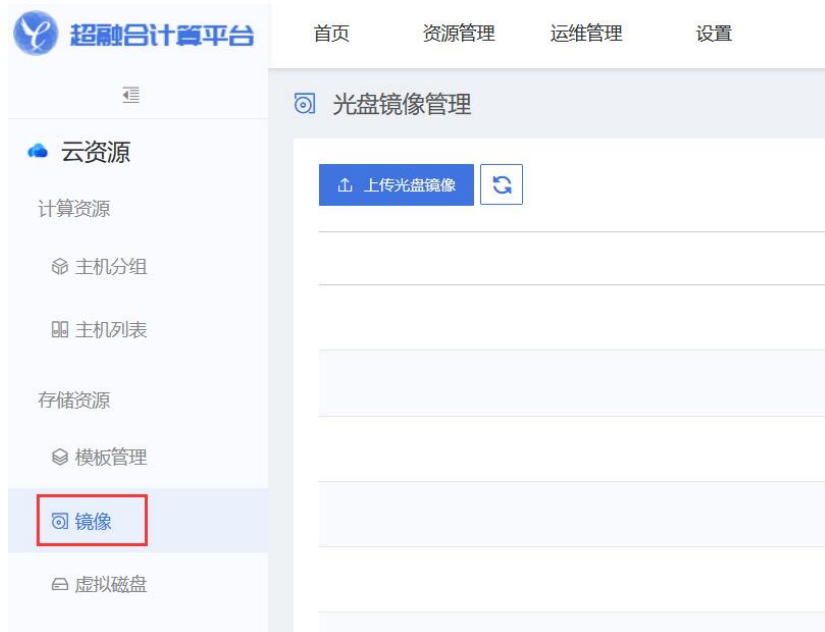 超融合计算平台
首页 资源管理 运维管理 设置
光盘镜像管理
云资源
上传光盘镜像
计算资源
主机分组
主机列表
存储资源
模板管理
镜像
虚拟磁盘